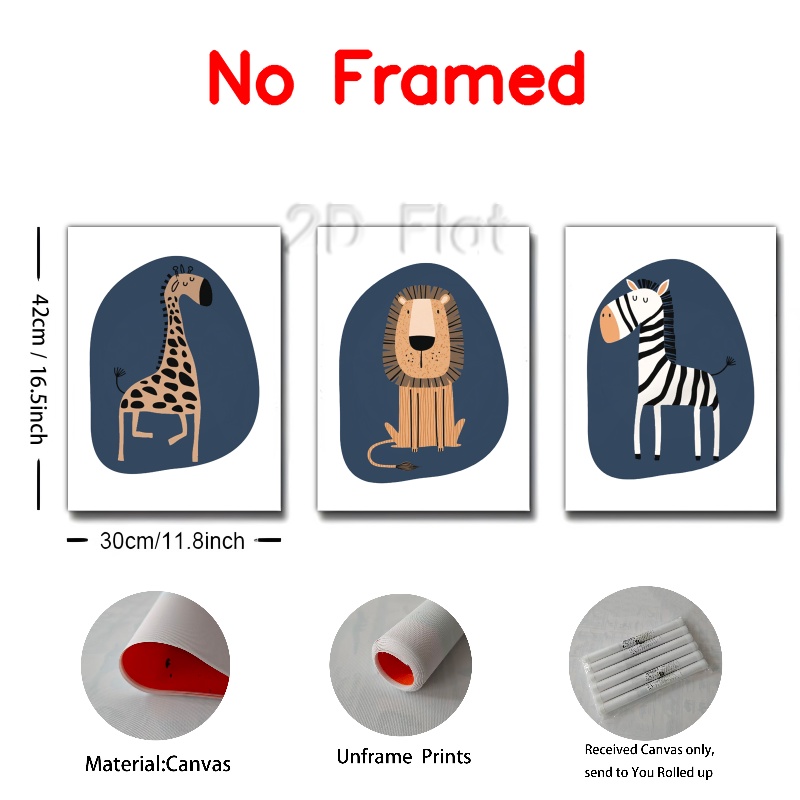 No Framed
2D Flat
42cm / 16.5inch
30cm/11.8inch
Material:Canvas
Unframe Prints
Received Canvas only,
send to You Rolled up